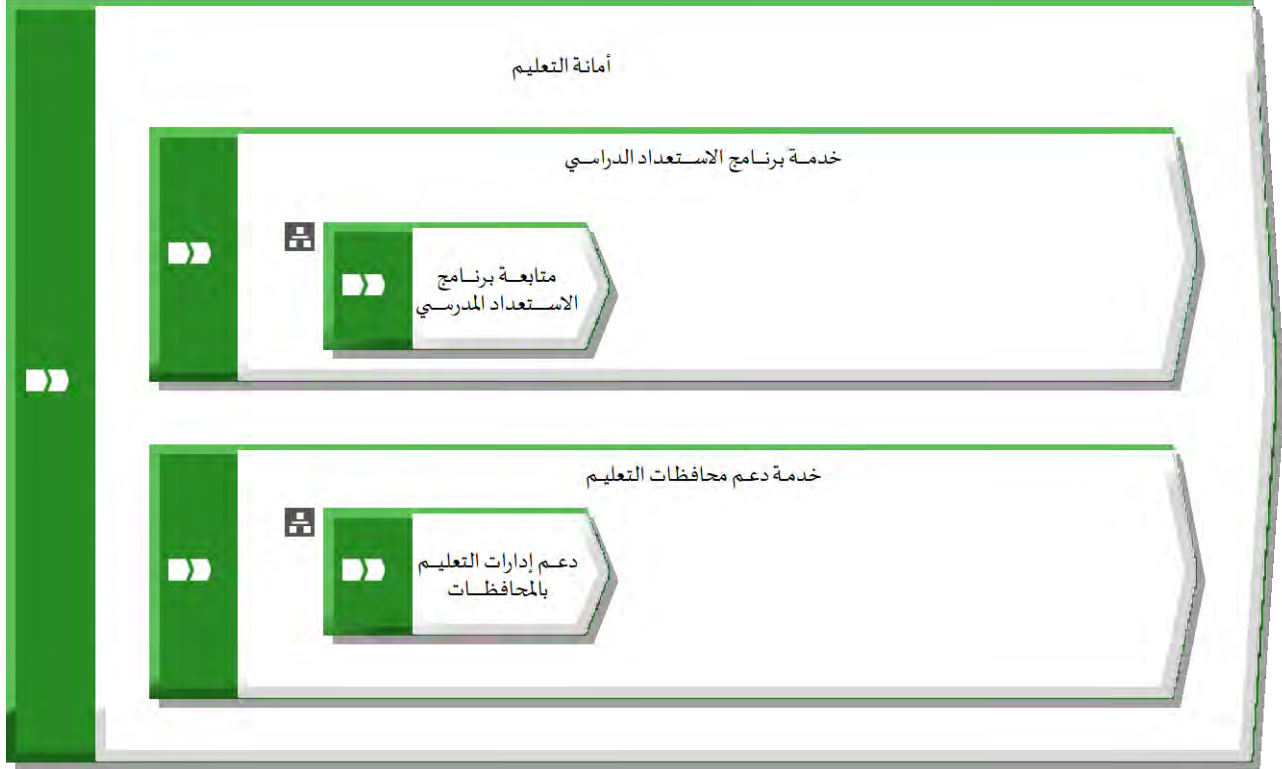 أمانة التعليم
خدمة برنامج الاستعداد الدراسي
متابعة برنامج
الاستعداد المدرسي
خدمة دعم محافظات التعليم
دعم إدارات التعليم
بالمحافظات